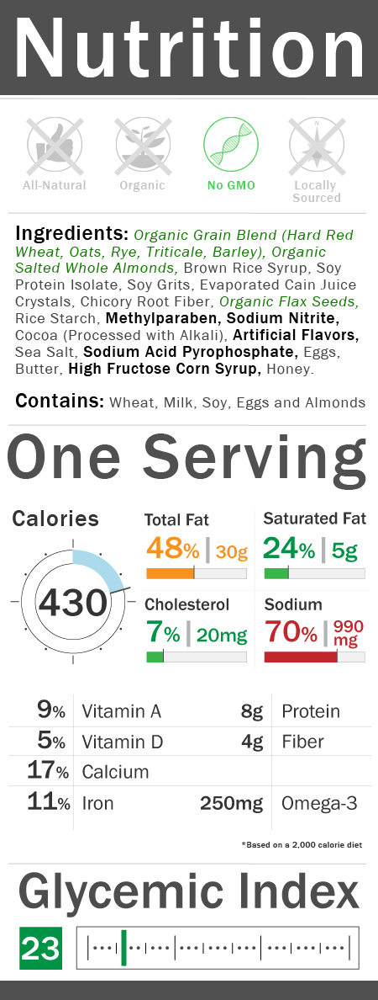 Nutrition
All-Natural
Organic
No GMO
Locally
Sourced
N
Ingredients: Organic Grain Blend (Hard Red
Wheat, Oats, Rye, Triticale, Barley), Organic
Salted Whole Almonds, Brown Rice Syrup, Soy
Protein Isolate, Soy Grits, Evaporated Cain Juice
Crystals, Chicory Root Fiber, Organic Flax Seeds,
Rice Starch, Methylparaben, Sodium Nitrite,
Cocoa (Processed with Alkali), Artificial Flavors,
Sea Salt, Sodium Acid Pyrophosphate, Eggs,
Butter, High Fructose Corn Syrup, Honey.
Contains: Wheat, Milk, Soy, Eggs and Almonds
One Serving
Calories
430
Total Fat
48% | 30g
Saturated Fat
24% | 5g
Cholesterol
7% | 20mg
Sodium
70% | 990
mg
9% Vitamin A 8g Protein
5% Vitamin D 4g Fiber
17% Calcium
11% Iron 250mg Omega-3
*Based on a 2,000 calorie diet
Glycemic Index
23